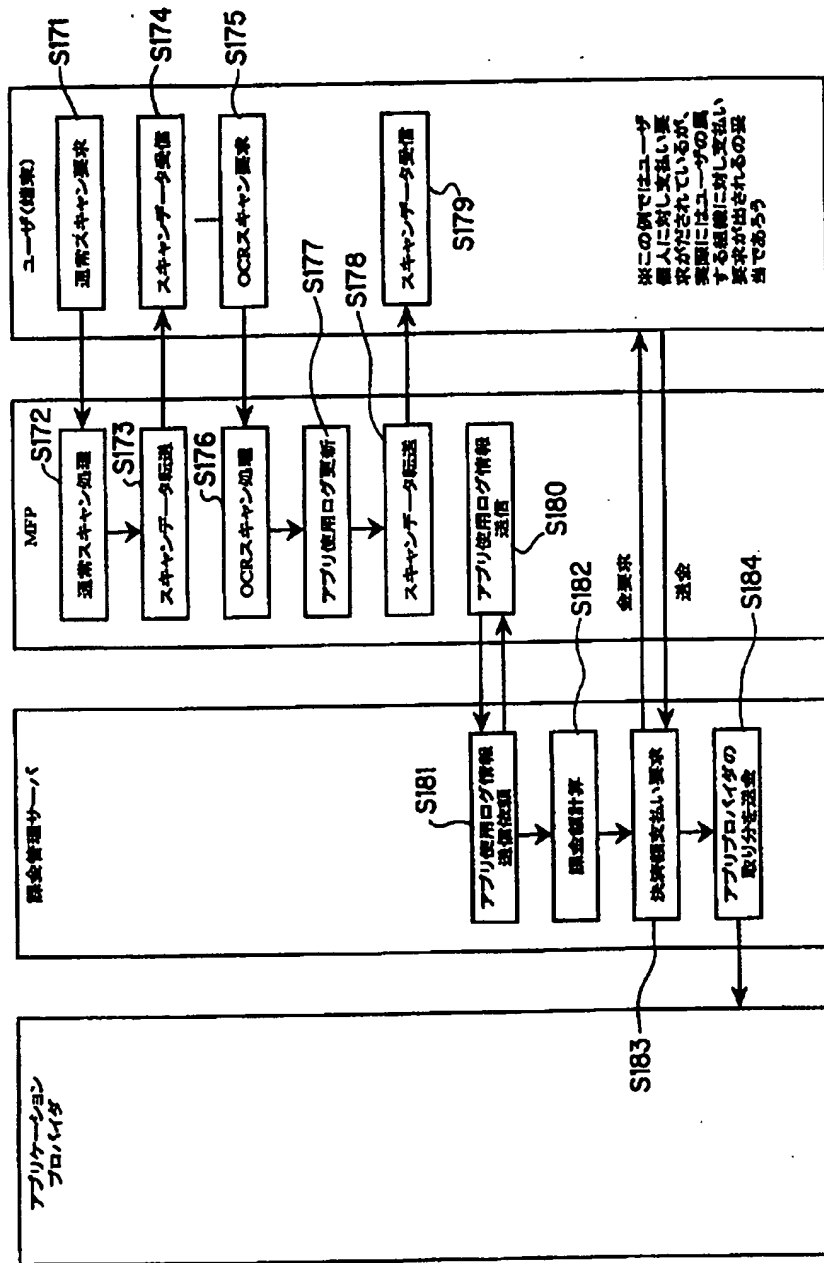 アプリケーション
プロバイダ
課金管理サーバ
MFP
ユーザ(端末)
S171
通常スキャン要求
S172
通常スキャン処理
S173
スキャンデータ転送
S174
スキャンデータ受信
S175
OCRスキャン要求
S176
OCRスキャン処理
S177
アプリ使用ログ更新
S178
スキャンデータ転送
S179
スキャンデータ受信
S180
アプリ使用ログ情報
送信
S181
アプリ使用ログ情報
送信依頼
S182
課金額計算
S183
決済額支払い要求
金要求
送金
S184
アプリプロバイダの
取り分を送金
※この例ではユーザ
個人に対し支払い要
求がだされているが、
実際にはユーザの属
する組織に対し支払い
要求が出されるの妥
当であろう